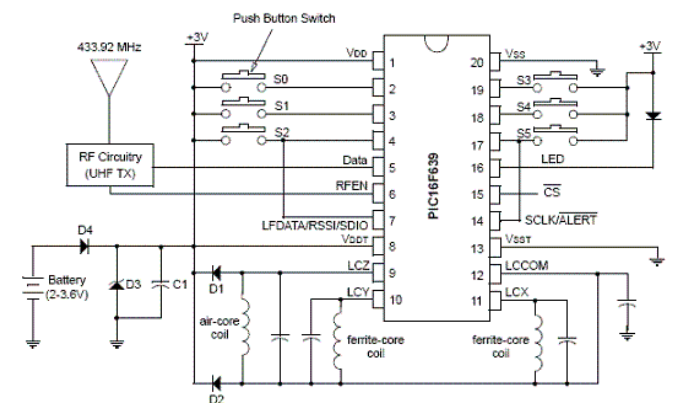 Push Button Switch
433.92 MHz
+3V
+3V
VDD
1
20
VSS
S0
2
19
S3
S1
3
18
S4
S2
4
17
S5
RF Circuitry
(UHF TX)
Data
5
16
LED
RFEN
6
15
CS
PIC16F639
LFDATA/RSSI/SDIO
7
14
SCLK/ALERT
D4
VDDT
8
13
VSST
Battery
(2-3.6V)
D3
C1
D1
LCZ
9
12
LCCOM
LCY
10
11
LCX
air-core
coil
ferrite-core
coil
ferrite-core
coil
D2